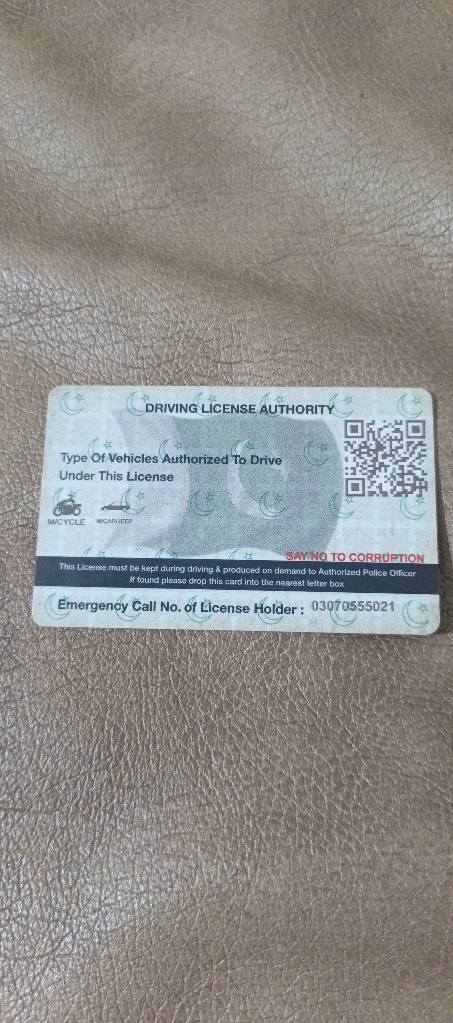 DRIVING LICENSE AUTHORITY
Type Of Vehicles Authorized To Drive
Under This License
M/CYCLE M/CAR/JEEP
SAY NO TO CORRUPTION
This License must be kept during driving & produced on demand to Authorized Police Officer
If found please drop this card into the nearest letter box
Emergency Call No. of License Holder : 03070555021